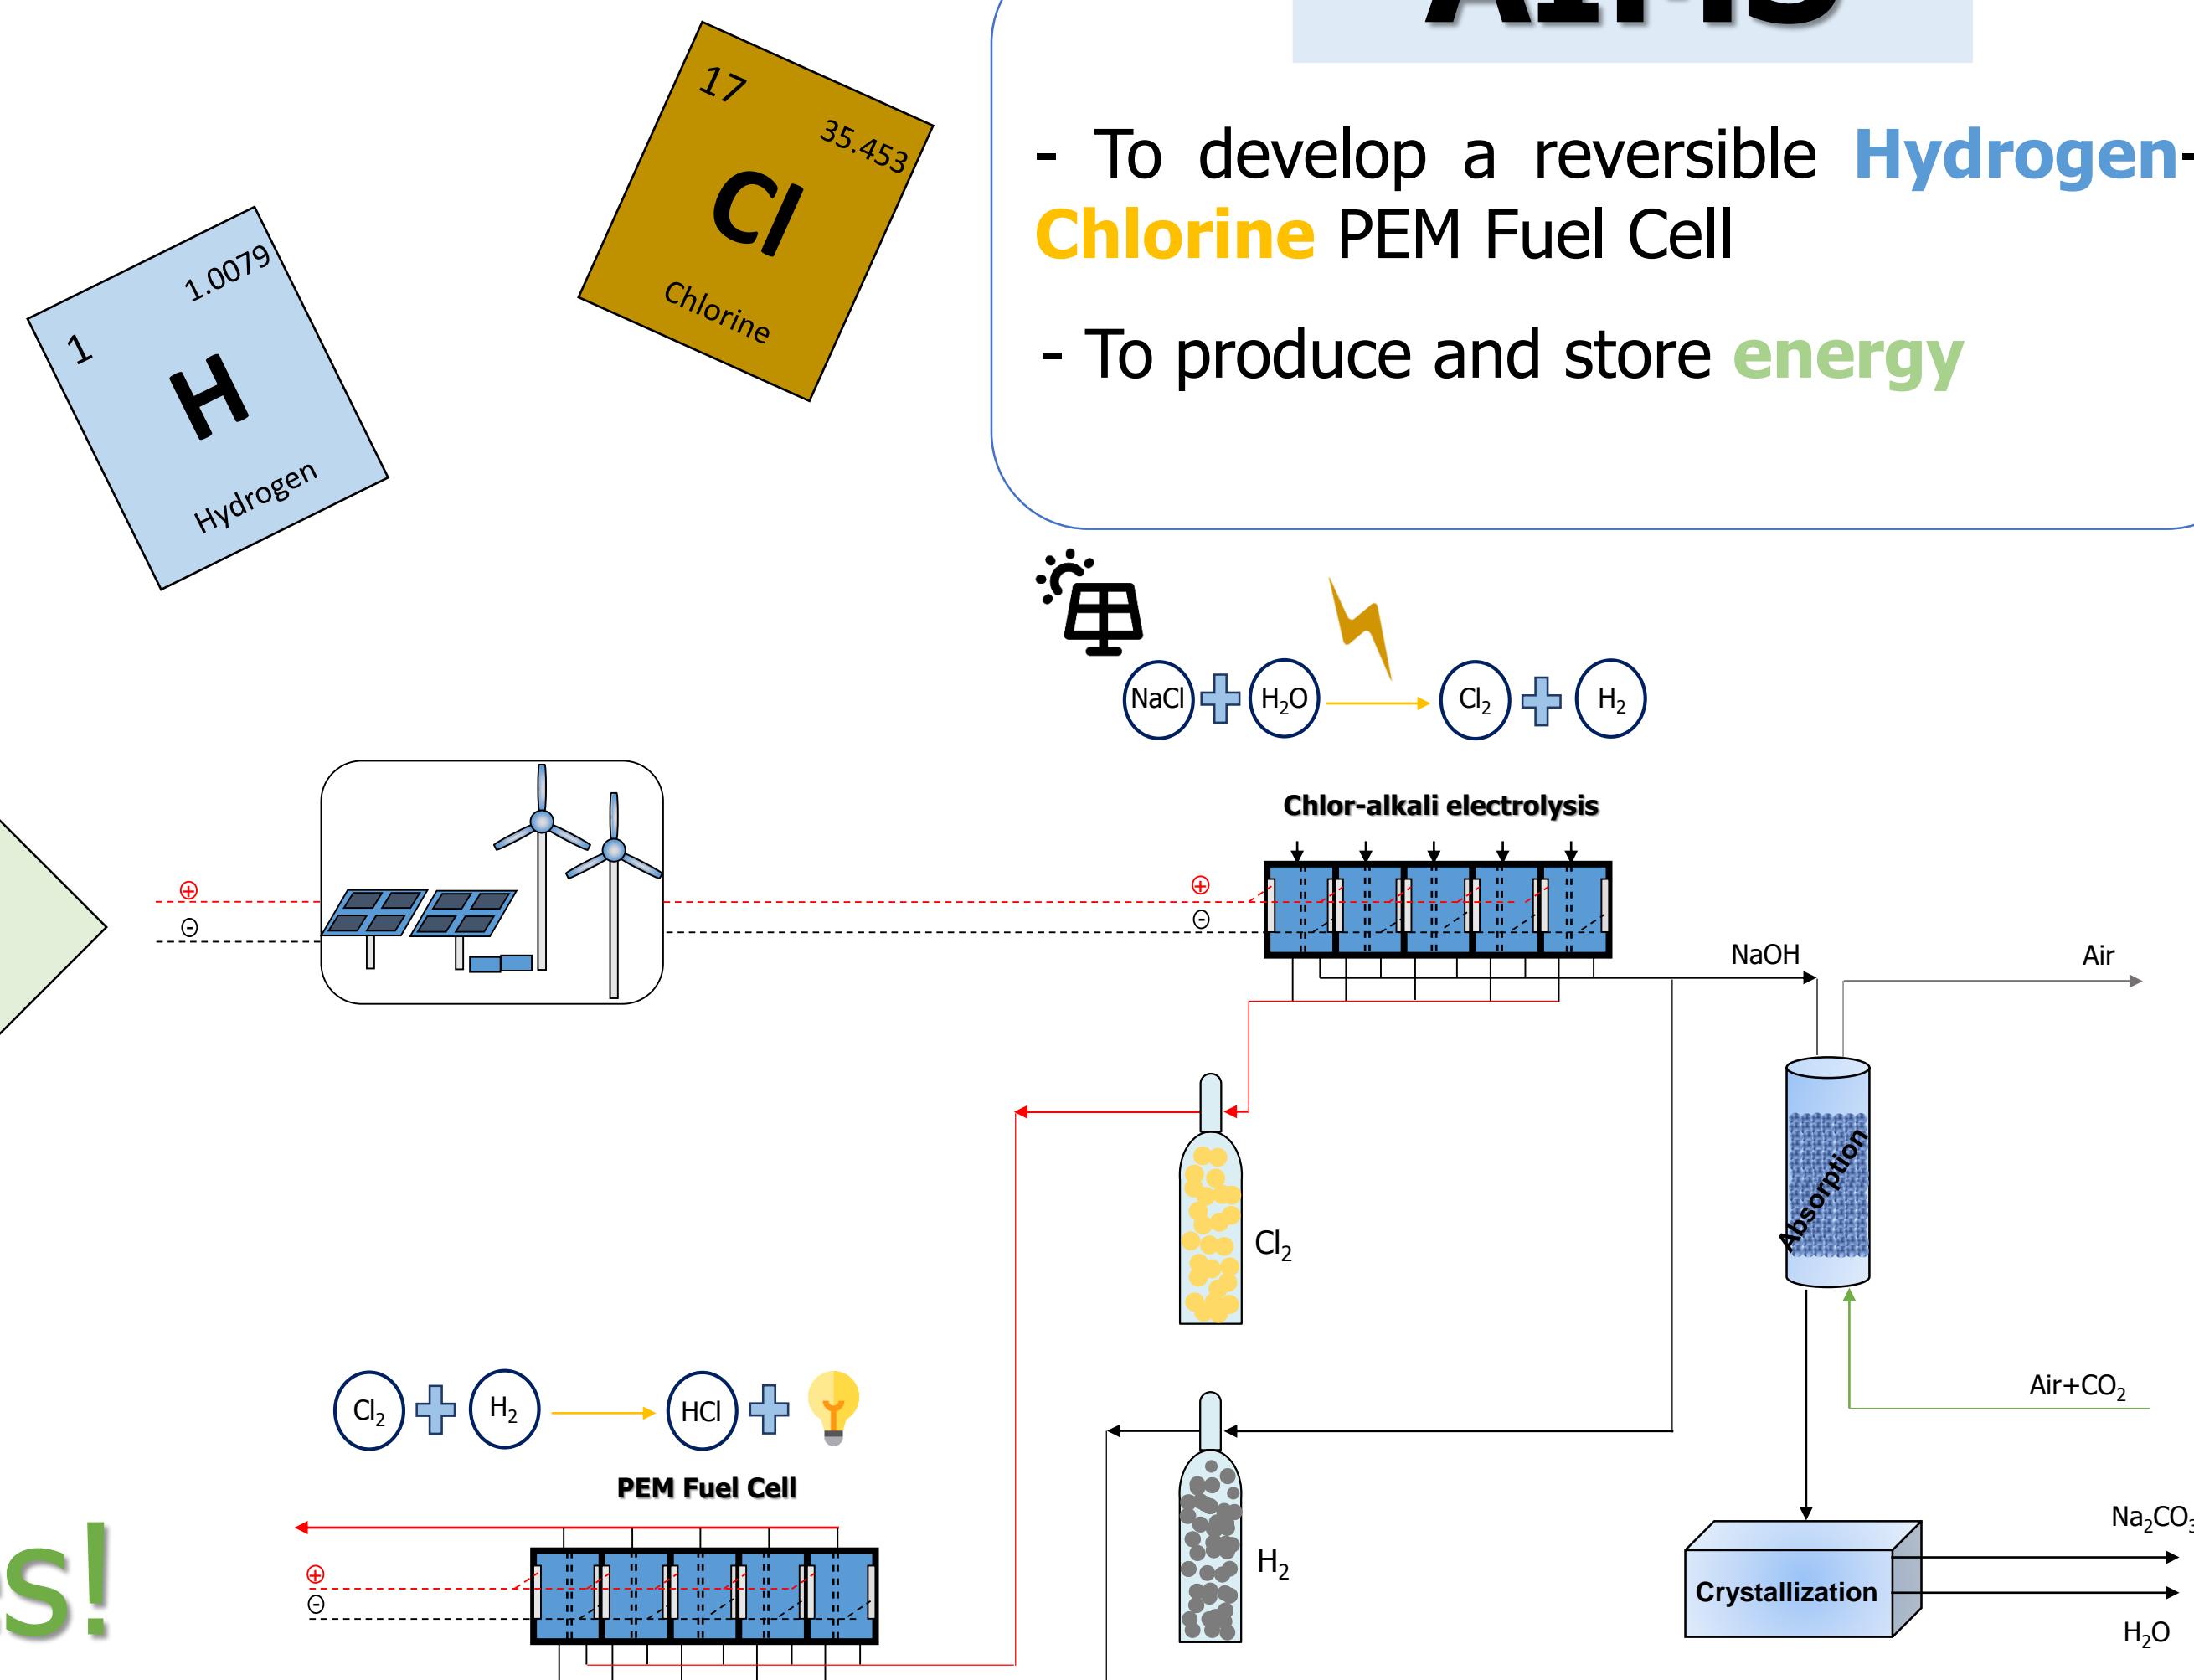 AIMS
17
35.453
Cl
Chlorine
1
1.0079
H
Hydrogen
- To develop a reversible Hydrogen-
Chlorine PEM Fuel Cell
- To produce and store energy
NaCl + H₂O → Cl₂ + H₂
Chlor-alkali electrolysis
+
-
+
-
NaOH
Air
Absorption
Cl₂
Air+CO₂
Cl₂ + H₂ → HCl +
PEM Fuel Cell
+
-
H₂
Crystallization
Na₂CO₃
H₂O